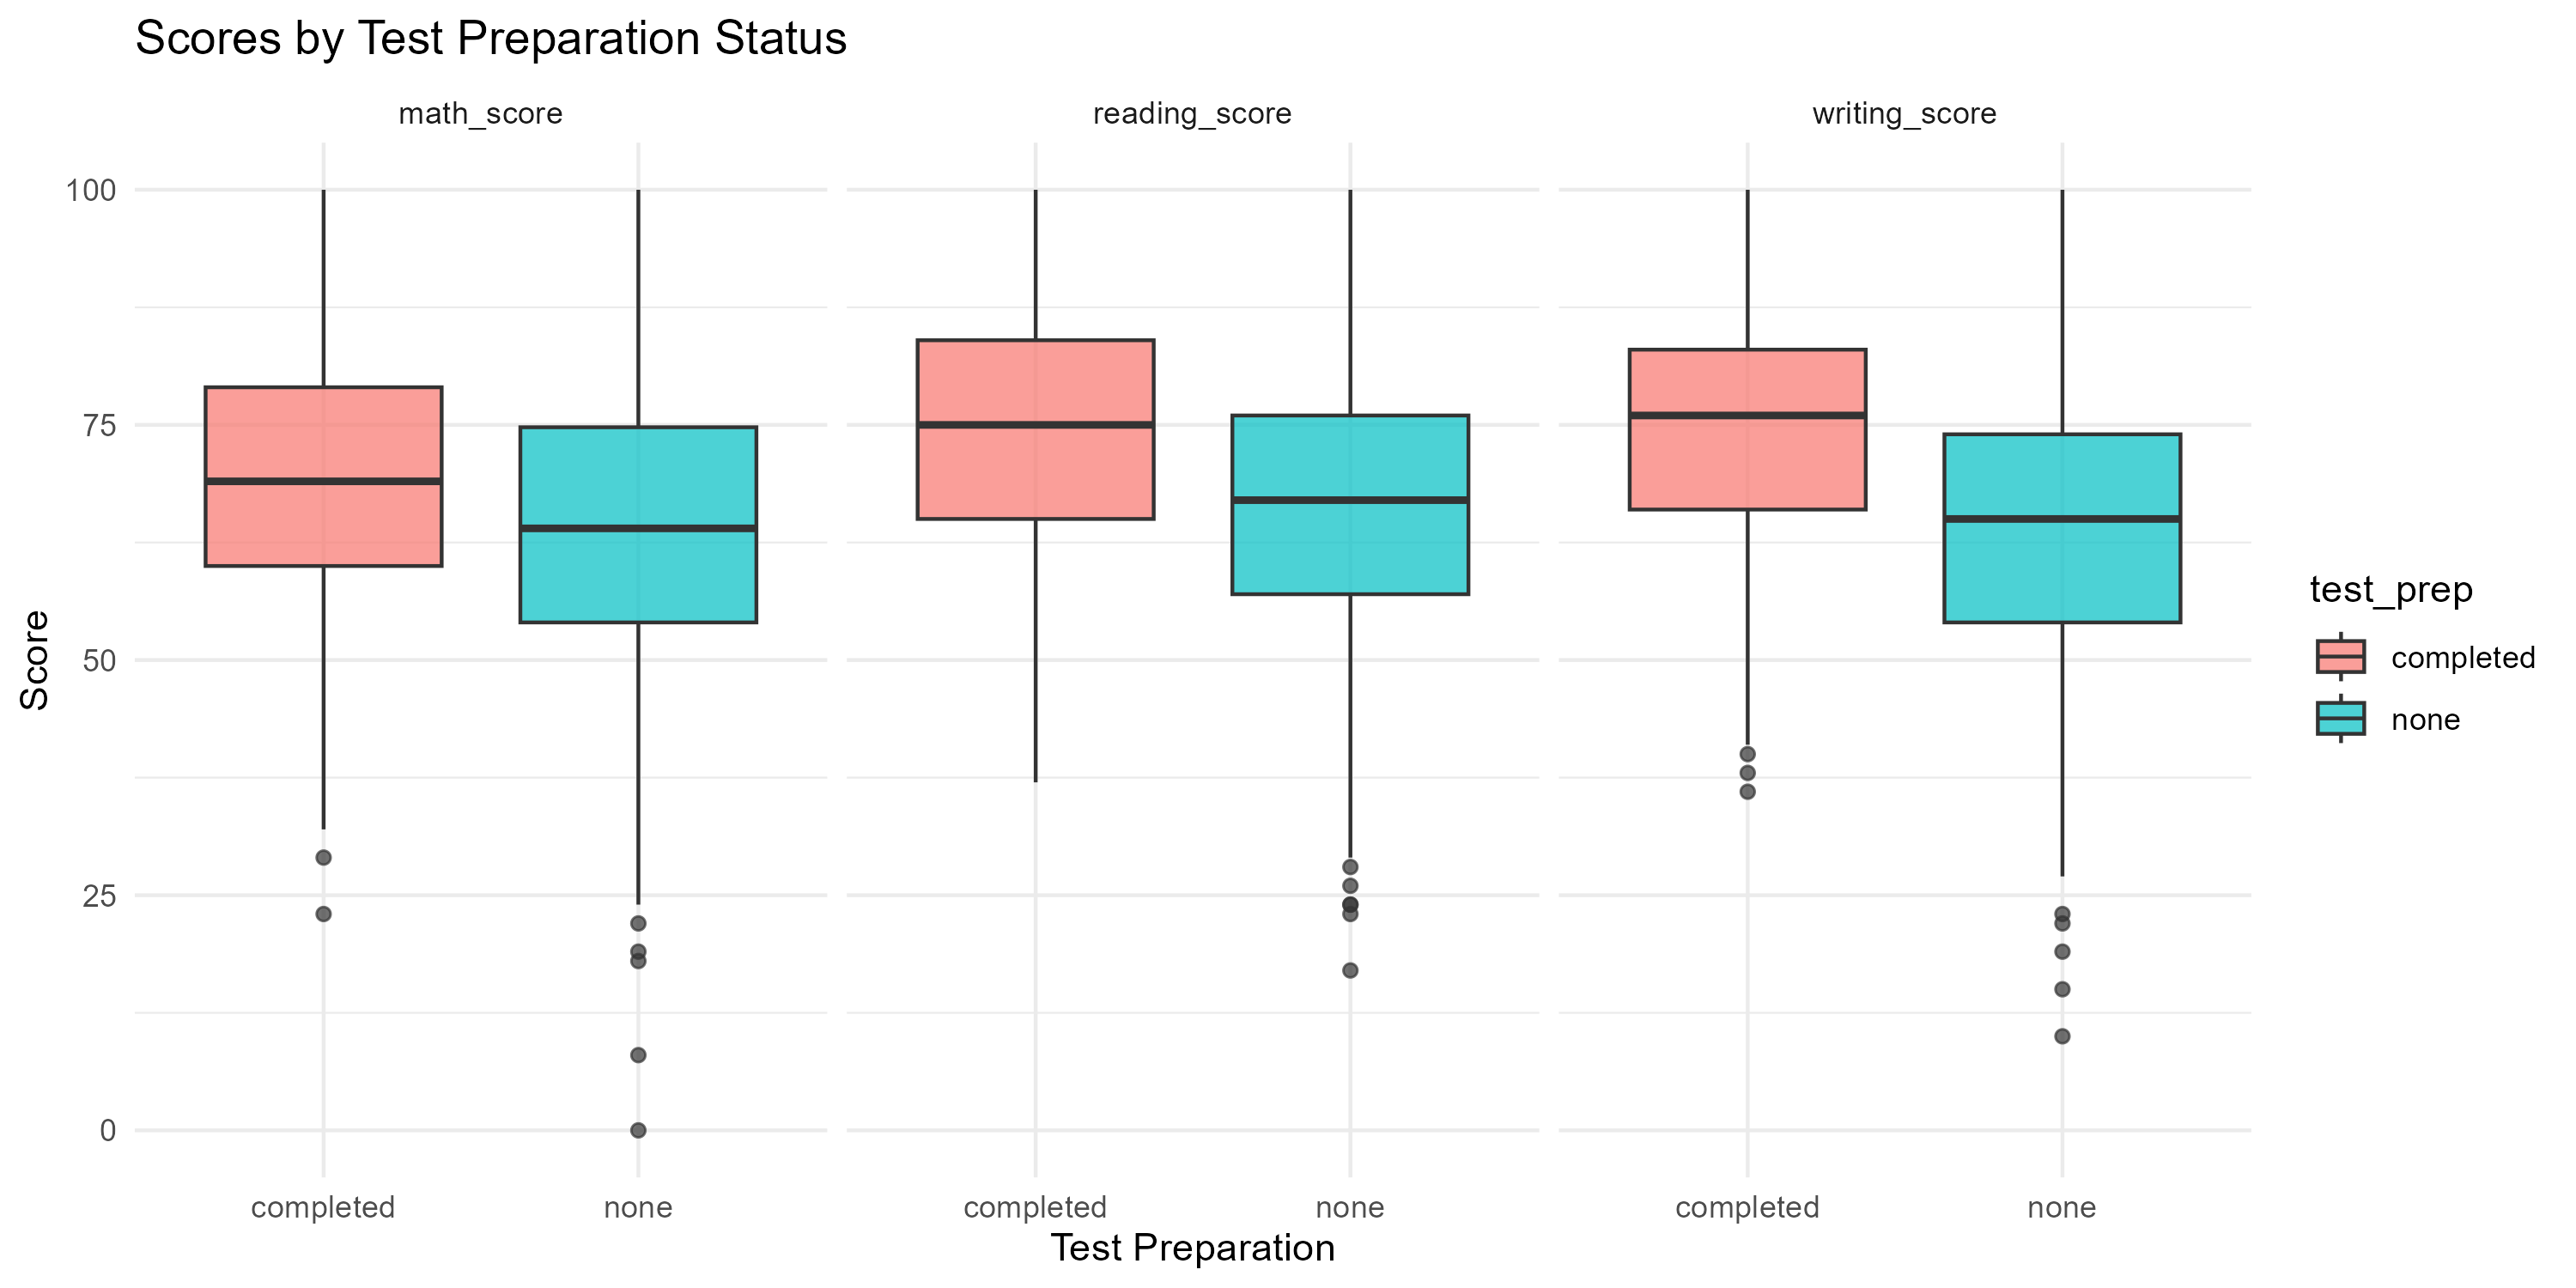 Scores by Test Preparation Status
math_score
reading_score
writing_score
100
75
50
25
0
Score
completed
none
completed
none
completed
none
Test Preparation
test_prep
completed
none